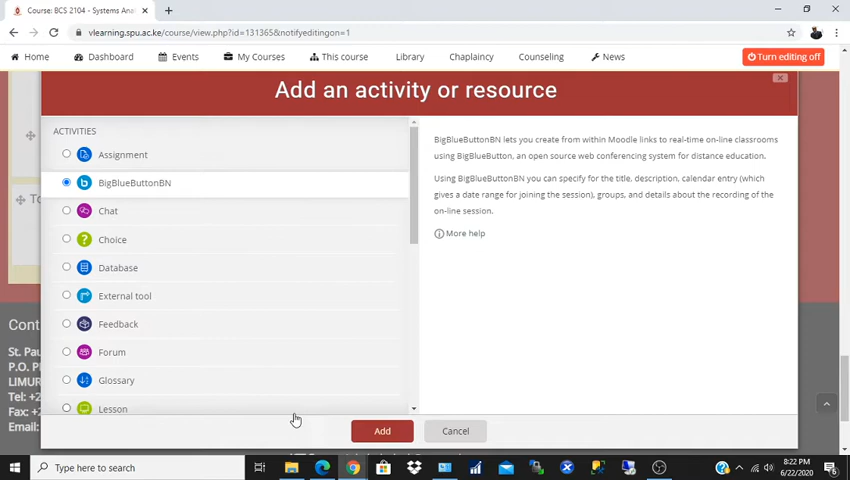 Course: BCS 2104 - Systems Ana
vlearning.spu.ac.ke/course/view.php?id=131365&notifyeditingon=1
Home Dashboard Events My Courses This course Library Chaplaincy Counseling News Turn editing off
Add an activity or resource
ACTIVITIES
Assignment
BigBlueButtonBN
Chat
Choice
Database
External tool
Feedback
Forum
Glossary
Lesson
BigBlueButtonBN lets you create from within Moodle links to real-time on-line classrooms
using BigBlueButton, an open source web conferencing system for distance education.
Using BigBlueButtonBN you can specify for the title, description, calendar entry (which
gives a date range for joining the session), groups, and details about the recording of the
on-line session.
More help
Add Cancel
To
Cont
St. Pau
P.O. P
LIMUR
Tel: +2
Fax: +2
Email:
Type here to search
8:22 PM
6/22/2020